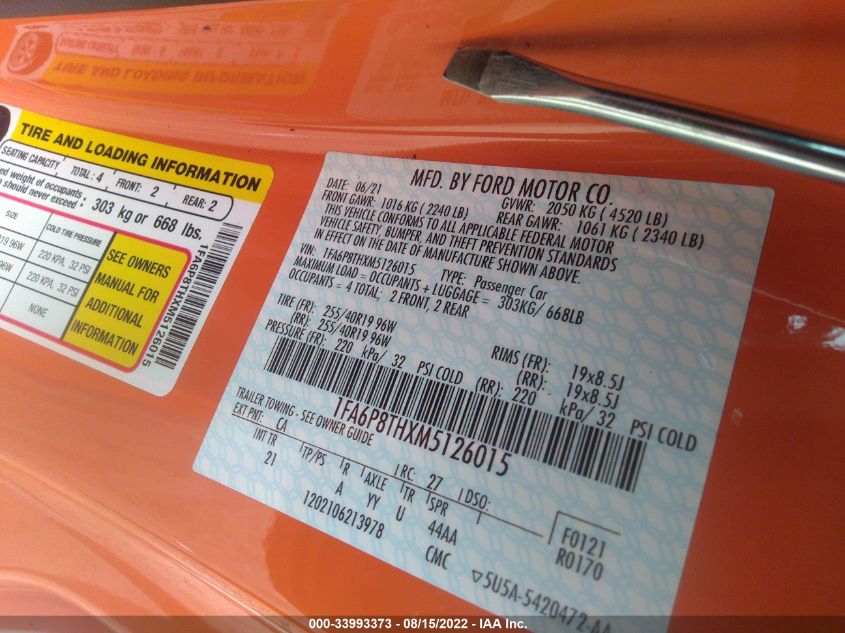 TIRE AND LOADING INFORMATION
SEATING CAPACITY TOTAL: 4 FRONT: 2 REAR: 2
weight of occupants
should never exceed: 303 kg or 668 lbs.
SIZE COLD TIRE PRESSURE
R19 96W 220 KPA, 32 PSI
96W 220 KPA, 32 PSI
NONE
SEE OWNERS
MANUAL FOR
ADDITIONAL
INFORMATION
1FA6P8THXM5126015
MFD. BY FORD MOTOR CO.
DATE: 06/21 GVWR: 2050 KG (4520 LB)
FRONT GAWR: 1016 KG (2240 LB) REAR GAWR: 1061 KG (2340 LB)
THIS VEHICLE CONFORMS TO ALL APPLICABLE FEDERAL MOTOR
VEHICLE SAFETY, BUMPER, AND THEFT PREVENTION STANDARDS
IN EFFECT ON THE DATE OF MANUFACTURE SHOWN ABOVE.
VIN: 1FA6P8THXM5126015 TYPE: Passenger Car
MAXIMUM LOAD = OCCUPANTS + LUGGAGE = 303KG/ 668LB
OCCUPANTS = 4 TOTAL: 2 FRONT, 2 REAR
TIRE (FR): 255/40R19 96W RIMS (FR): 19x8.5J
(RR): 255/40R19 96W (RR): 19x8.5J
PRESSURE (FR): 220 kPa/ 32 PSI COLD (RR): 220 kPa/32 PSI COLD
1FA6P8THXM5126015
TRAILER TOWING - SEE OWNER GUIDE
EXT PNT: CA RC: 27 DSO:
INT TR TP/PS R AXLE TR SPR
21 A YY U 44AA
1202106213978 CMC
F0121
R0170
▽5U5A-5420472-AA
000-33993373 - 08/15/2022 - IAA Inc.